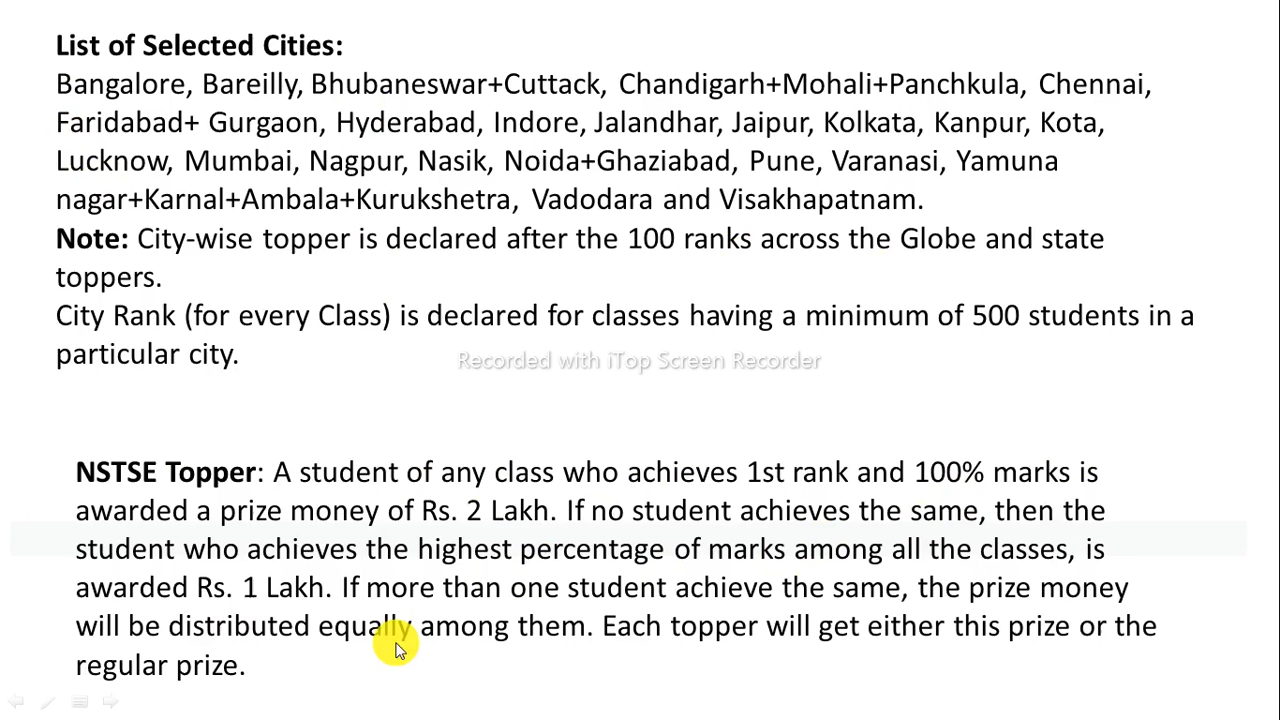 List of Selected Cities:
Bangalore, Bareilly, Bhubaneswar+Cuttack, Chandigarh+Mohali+Panchkula, Chennai,
Faridabad+ Gurgaon, Hyderabad, Indore, Jalandhar, Jaipur, Kolkata, Kanpur, Kota,
Lucknow, Mumbai, Nagpur, Nasik, Noida+Ghaziabad, Pune, Varanasi, Yamuna
nagar+Karnal+Ambala+Kurukshetra, Vadodara and Visakhapatnam.
Note: City-wise topper is declared after the 100 ranks across the Globe and state
toppers.
City Rank (for every Class) is declared for classes having a minimum of 500 students in a
particular city.
Recorded with iTop Screen Recorder
NSTSE Topper: A student of any class who achieves 1st rank and 100% marks is
awarded a prize money of Rs. 2 Lakh. If no student achieves the same, then the
student who achieves the highest percentage of marks among all the classes, is
awarded Rs. 1 Lakh. If more than one student achieve the same, the prize money
will be distributed equally among them. Each topper will get either this prize or the
regular prize.